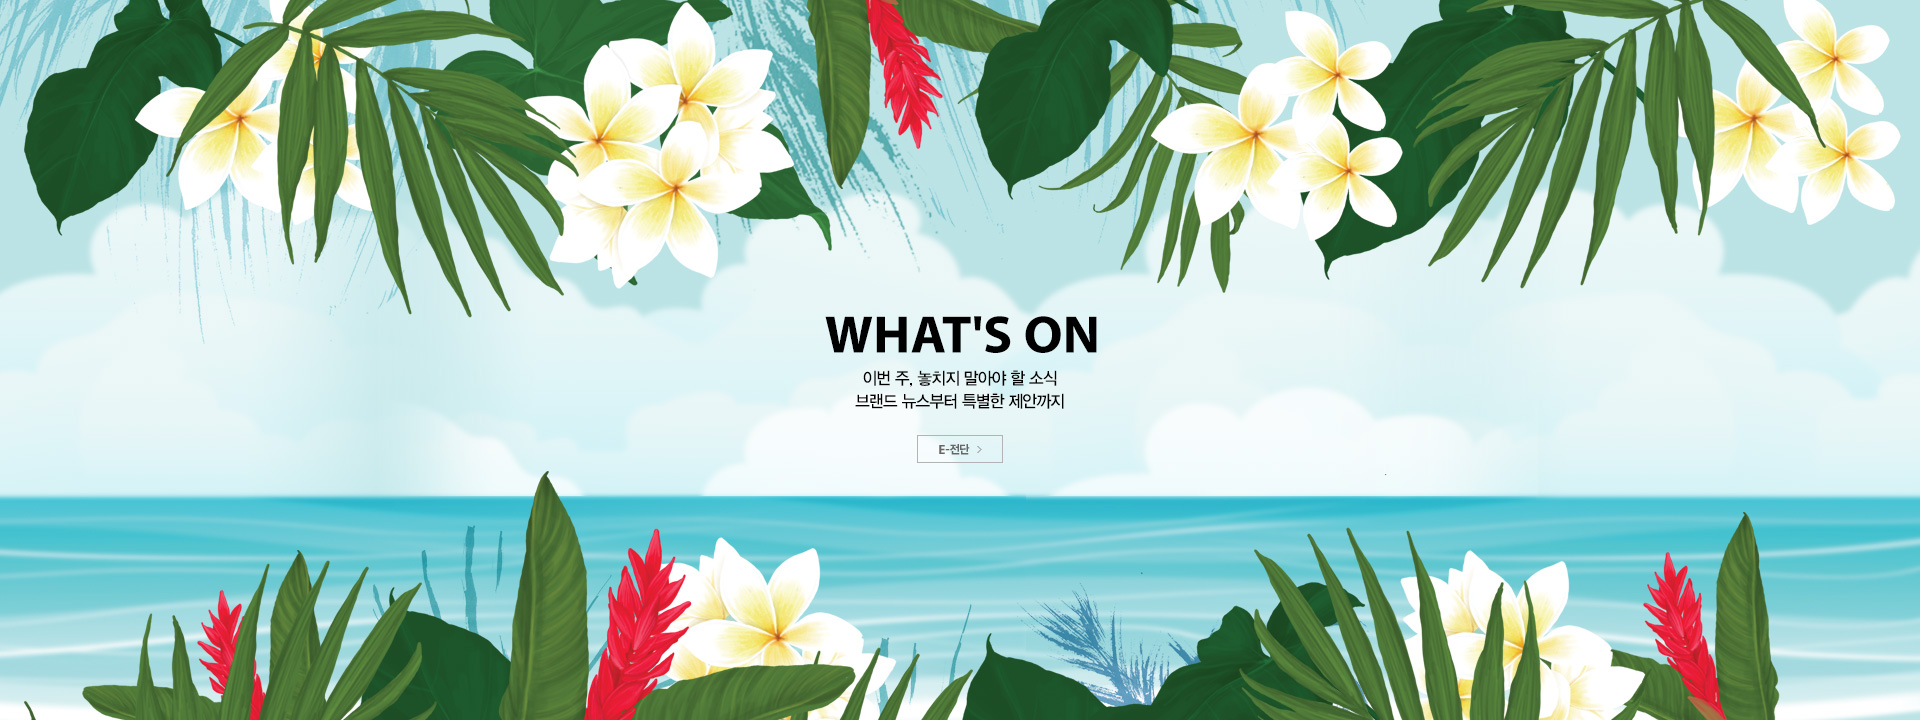 WHAT'S ON
이번 주, 놓치지 말아야 할 소식
브랜드 뉴스부터 특별한 제안까지
E-전단 >